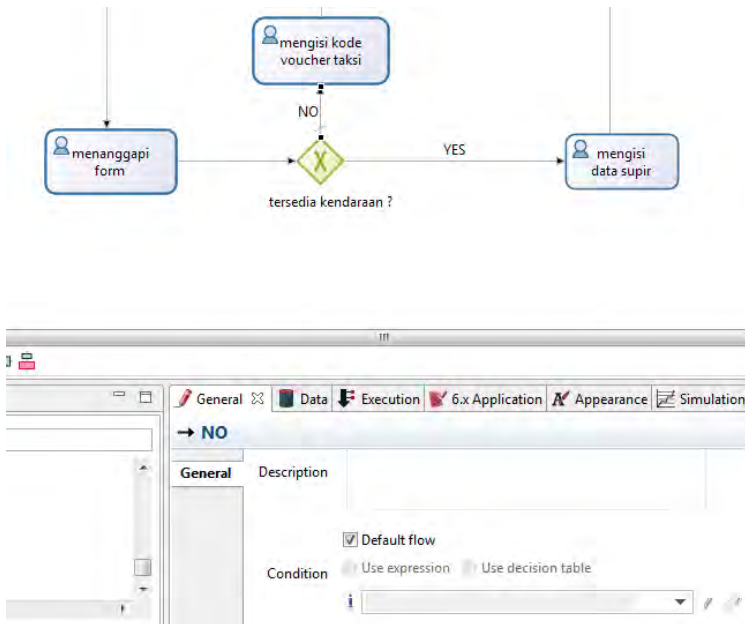 mengisi kode
voucher taksi
NO
menanggapi
form
X
YES
mengisi
data supir
tersedia kendaraan ?
General Data Execution 6.x Application Appearance Simulation
→ NO
General
Description
Default flow
Condition
Use expression Use decision table
i